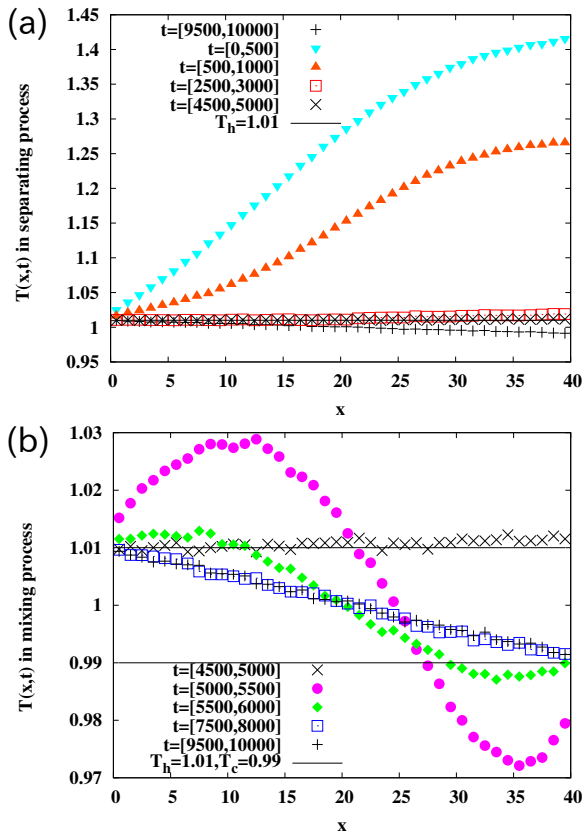 (a)
t=[9500,10000]
t=[0,500]
t=[500,1000]
t=[2500,3000]
t=[4500,5000]
T_h=1.01
T(x,t) in separating process
1.45
1.4
1.35
1.3
1.25
1.2
1.15
1.1
1.05
1
0.95
0 5 10 15 20 25 30 35 40
x
(b)
T(x,t) in mixing process
1.03
1.02
1.01
1
0.99
0.98
0.97
t=[4500,5000]
t=[5000,5500]
t=[5500,6000]
t=[7500,8000]
t=[9500,10000]
T_h=1.01,T_c=0.99
0 5 10 15 20 25 30 35 40
x